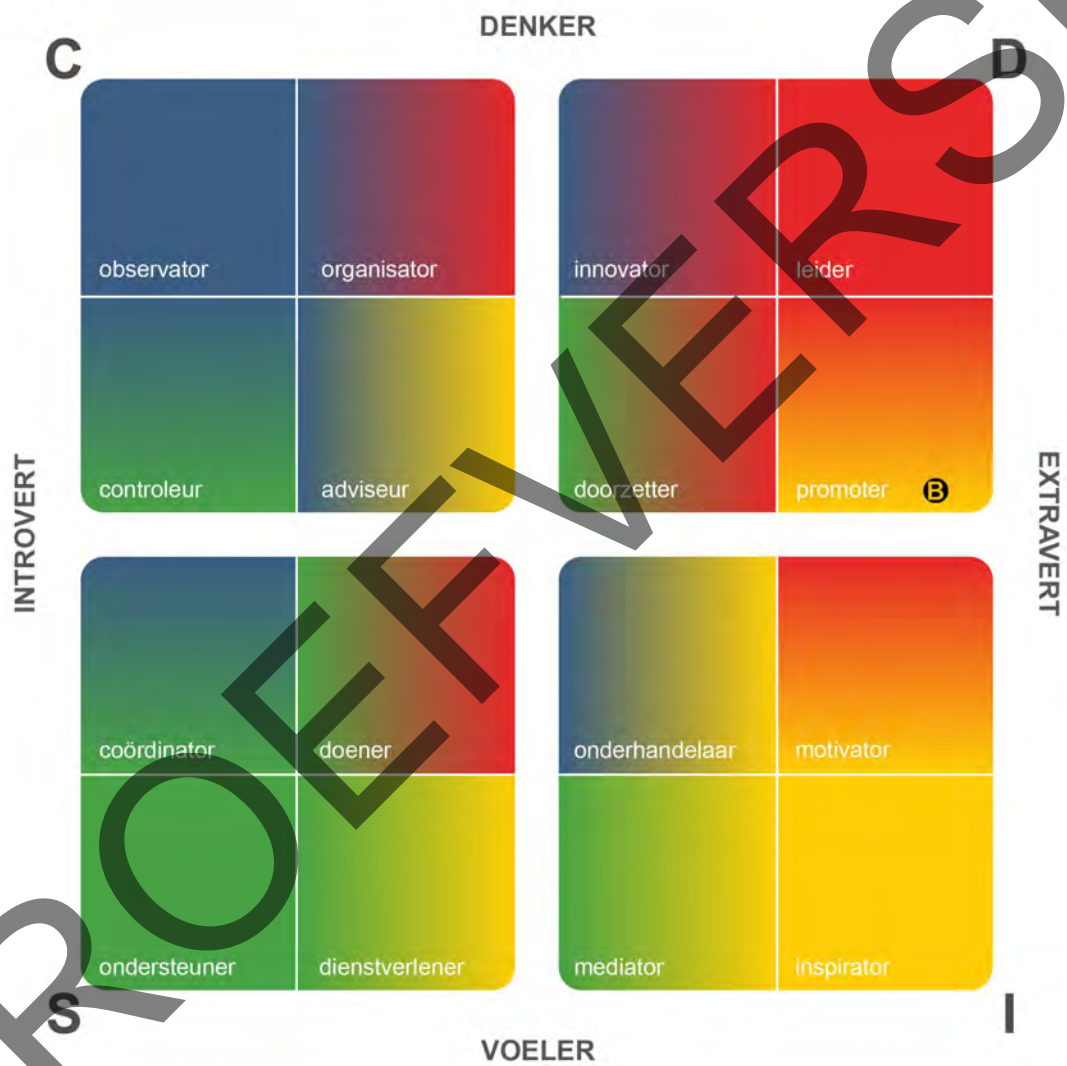 DENKER
C
D
observator
organisator
innovator
leider
controleur
adviseur
doorzetter
promoter
B
INTROVERT
EXTRAVERT
coördinator
doener
onderhandelaar
motivator
ondersteuner
dienstverlener
mediator
inspirator
S
I
VOELER
ROEFVERS